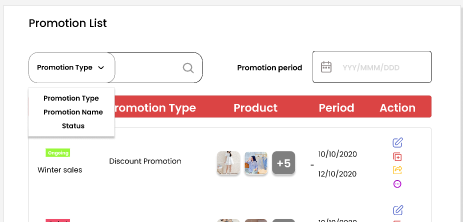 Promotion List
Promotion Type
Promotion period
YYY/MMM/DDD
Promotion Type
Promotion Name
Status
romotion Type Product Period Action
Ongoing
Winter sales
Discount Promotion
+5
10/10/2020
-
12/10/2020